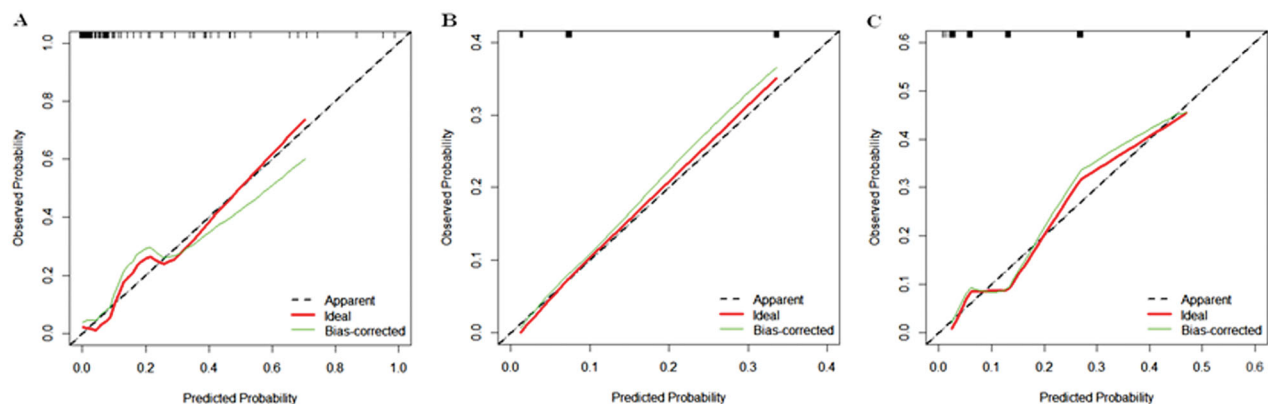 A
1.0
0.8
0.6
0.4
0.2
0.0
Observed Probability
Apparent
Ideal
Bias-corrected
0.0 0.2 0.4 0.6 0.8 1.0
Predicted Probability
B
0.4
0.3
0.2
0.1
0.0
Observed Probability
Apparent
Ideal
Bias-corrected
0.0 0.1 0.2 0.3 0.4
Predicted Probability
C
0.6
0.5
0.4
0.3
0.2
0.1
0.0
Observed Probability
Apparent
Ideal
Bias-corrected
0.0 0.1 0.2 0.3 0.4 0.5 0.6
Predicted Probability